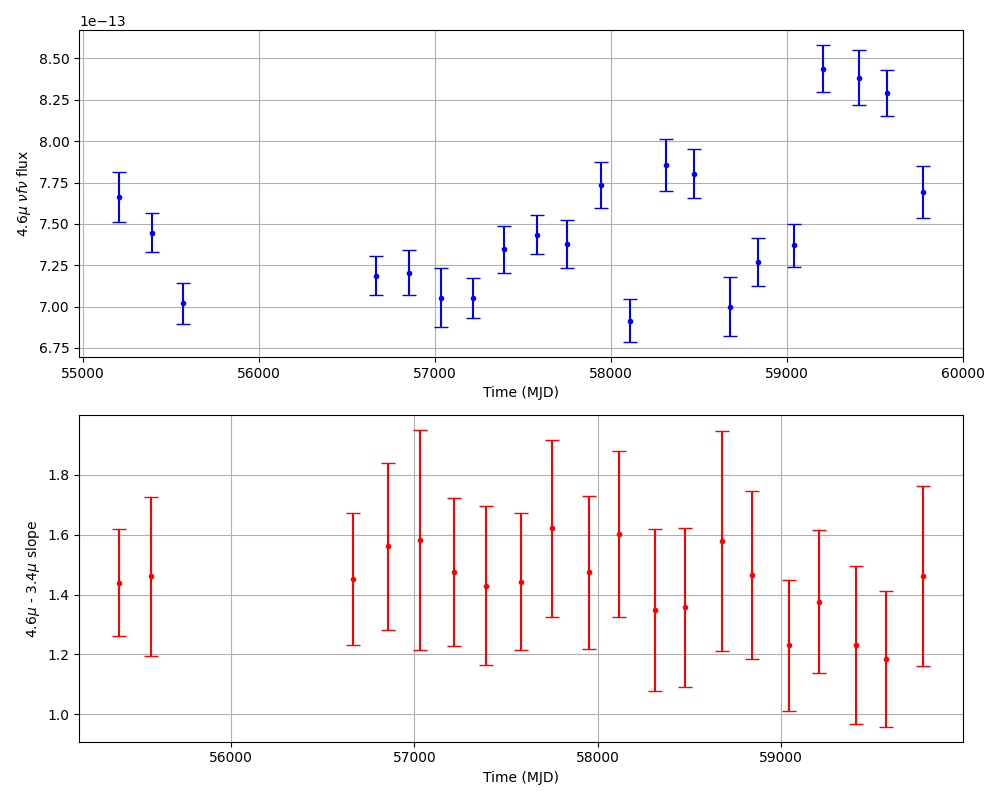 1e−13
8.50
8.25
8.00
7.75
7.50
7.25
7.00
6.75
4.6μ νfν flux
55000 56000 57000 58000 59000 60000
Time (MJD)
1.8
1.6
1.4
1.2
1.0
4.6μ - 3.4μ slope
56000 57000 58000 59000
Time (MJD)